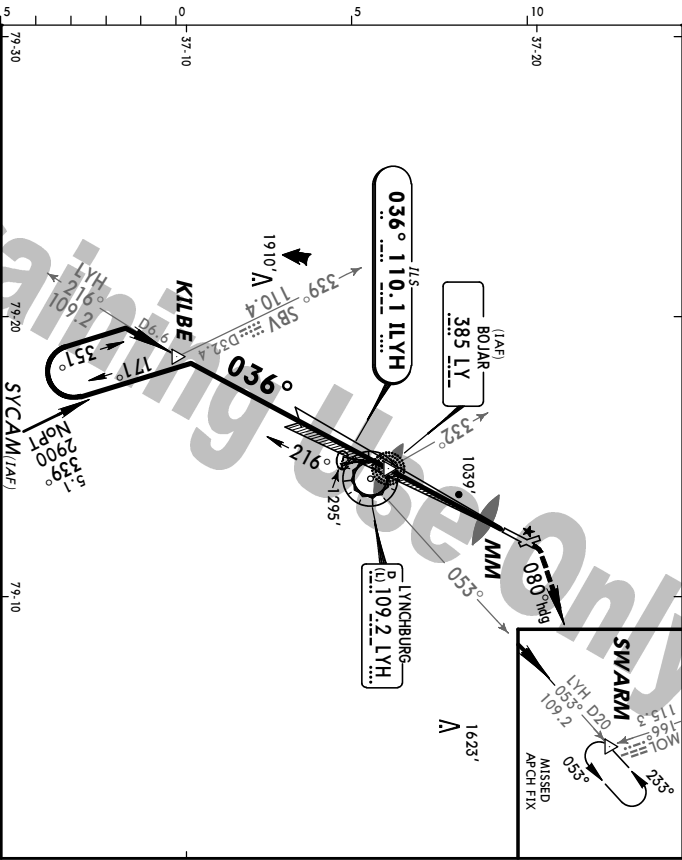 5
0
5
10
79-30
37-10
37-20
79-20
79-10
ILS
036° 110.1 ILYH
(IAF)
BOJAR
385 LY
1910'
339°
SBV
110.4
D32.4
LYH
216°
109.2
D6.6
KILBE
036°
351°
171°
SYCAM (IAF)
5.1
339°
2900
NoPT
216°
1295'
332°
1039'
MM
053°
LYNCHBURG
D
(L) 109.2 LYH
080° hdg
1623'
SWARM
LYH D20
053°
109.2
MOL
166°
115.3
053°
233°
MISSED
APCH FIX
aining Use Only